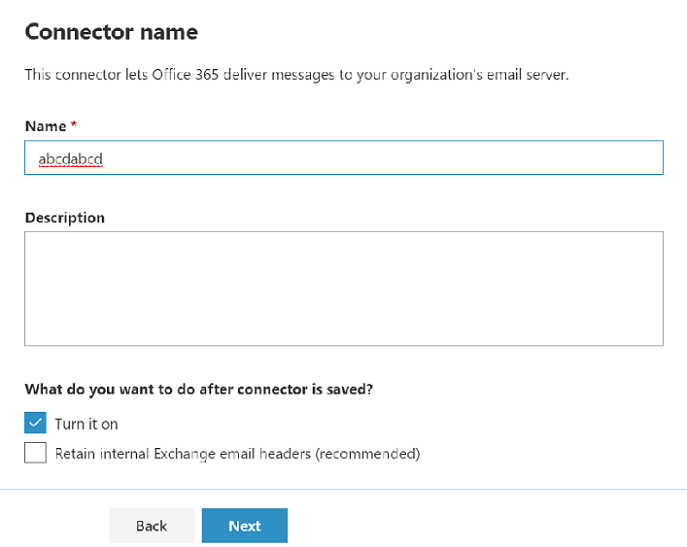 Connector name
This connector lets Office 365 deliver messages to your organization's email server.
Name *
abcdabcd
Description
What do you want to do after connector is saved?
Turn it on
Retain internal Exchange email headers (recommended)
Back Next